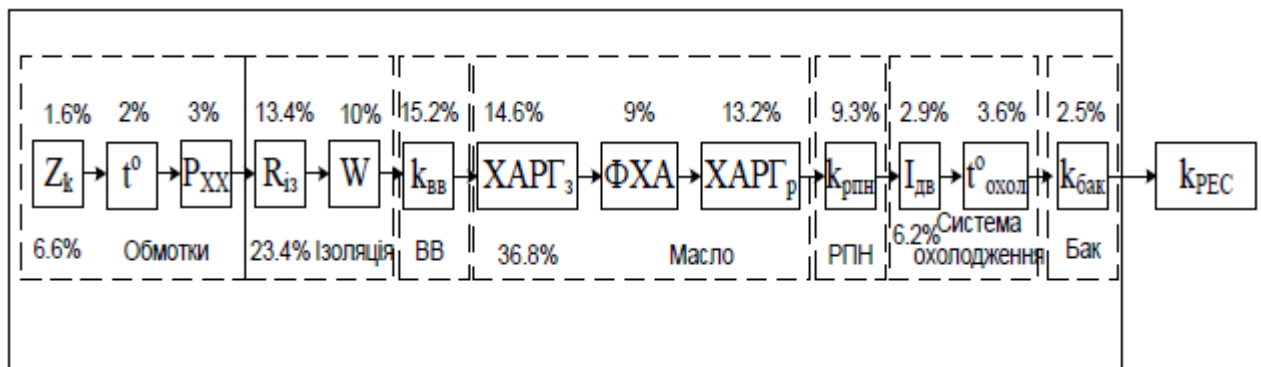 1.6% 2% 3% 13.4% 10% 15.2% 14.6% 9% 13.2% 9.3% 2.9% 3.6% 2.5%
Zk tº PXX Rіз W kвв ХАРГз ФХА ХАРГр kрпн Iдв tºохол kбак kРЕС
6.6% Обмотки 23.4% Ізоляція ВВ 36.8% Масло РПН 6.2% Система охолодження Бак